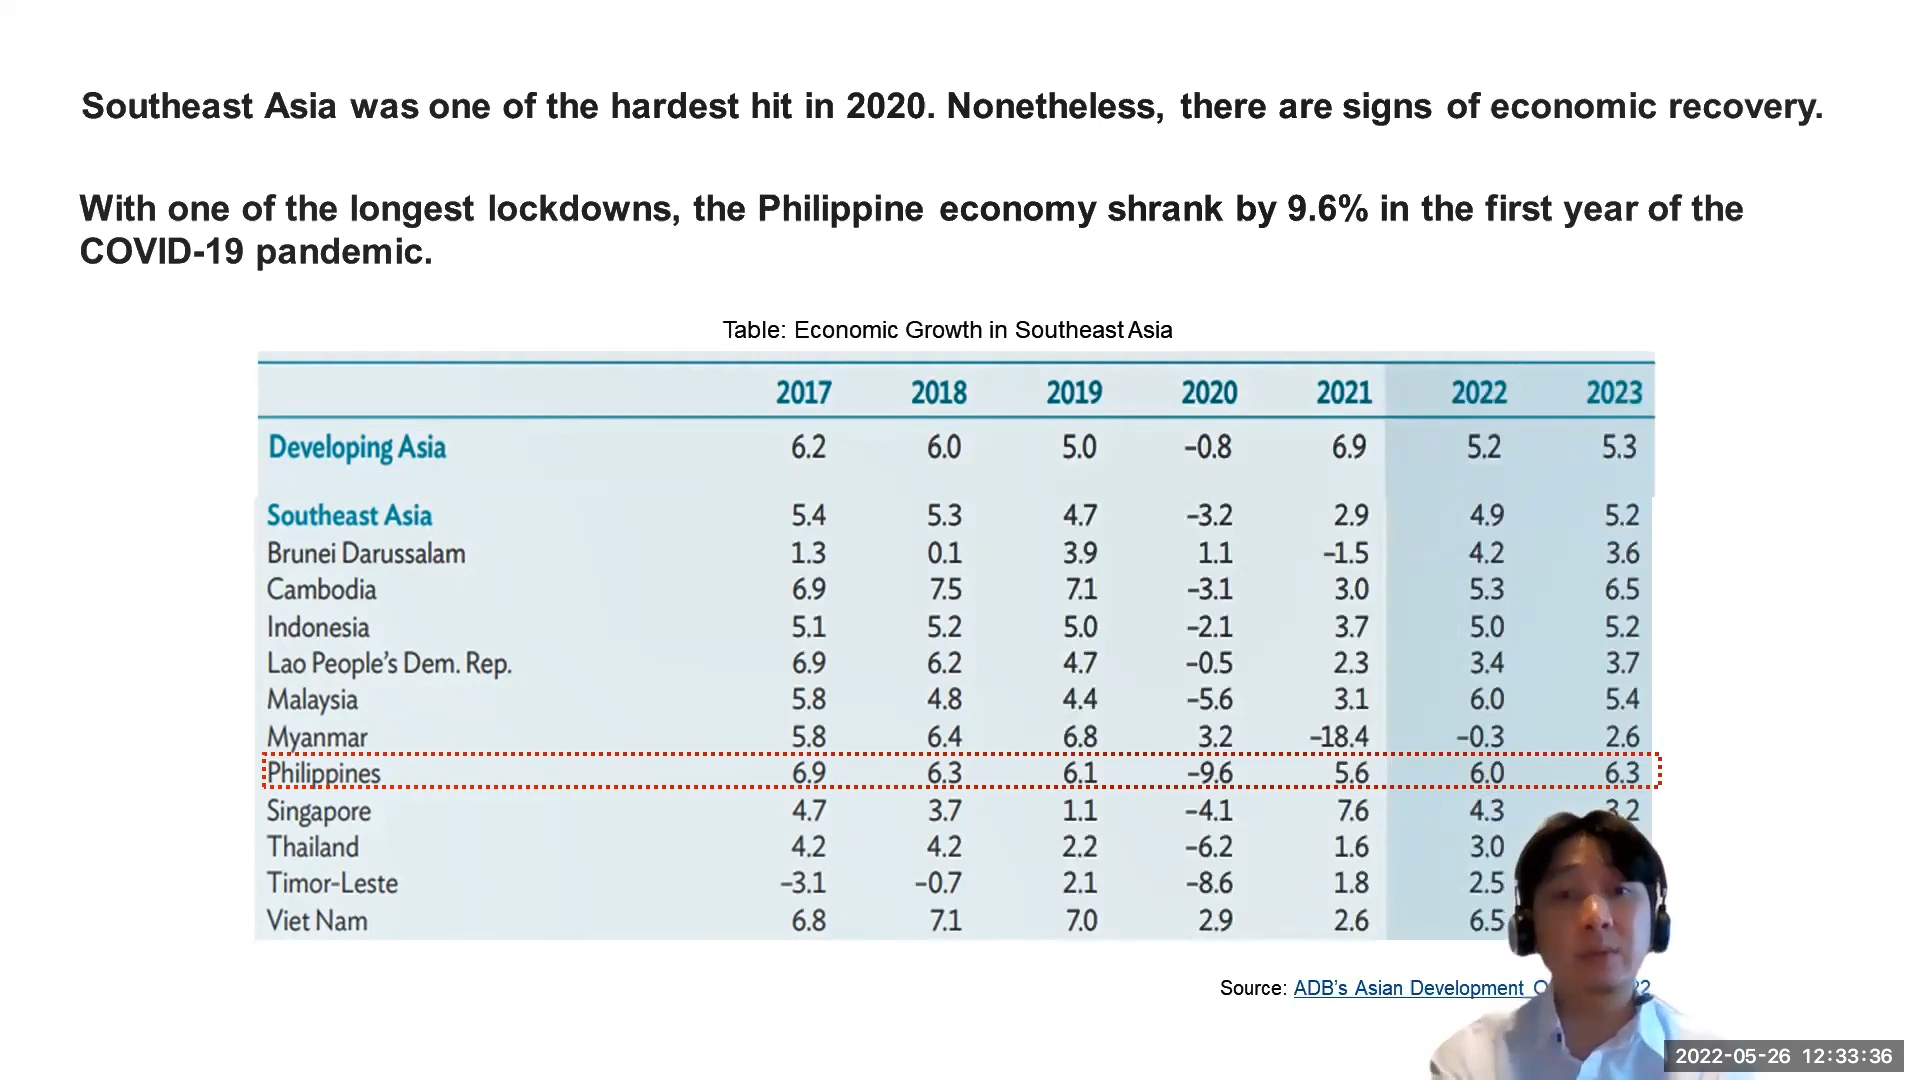 Southeast Asia was one of the hardest hit in 2020. Nonetheless, there are signs of economic recovery.
With one of the longest lockdowns, the Philippine economy shrank by 9.6% in the first year of the
COVID-19 pandemic.
Table: Economic Growth in Southeast Asia
2017 2018 2019 2020 2021 2022 2023
Developing Asia 6.2 6.0 5.0 –0.8 6.9 5.2 5.3
Southeast Asia 5.4 5.3 4.7 –3.2 2.9 4.9 5.2
Brunei Darussalam 1.3 0.1 3.9 1.1 –1.5 4.2 3.6
Cambodia 6.9 7.5 7.1 –3.1 3.0 5.3 6.5
Indonesia 5.1 5.2 5.0 –2.1 3.7 5.0 5.2
Lao People’s Dem. Rep. 6.9 6.2 4.7 –0.5 2.3 3.4 3.7
Malaysia 5.8 4.8 4.4 –5.6 3.1 6.0 5.4
Myanmar 5.8 6.4 6.8 3.2 –18.4 –0.3 2.6
Philippines 6.9 6.3 6.1 –9.6 5.6 6.0 6.3
Singapore 4.7 3.7 1.1 –4.1 7.6 4.3 3.2
Thailand 4.2 4.2 2.2 –6.2 1.6 3.0
Timor-Leste –3.1 –0.7 2.1 –8.6 1.8 2.5
Viet Nam 6.8 7.1 7.0 2.9 2.6 6.5
Source: ADB’s Asian Development
2022-05-26 12:33:36